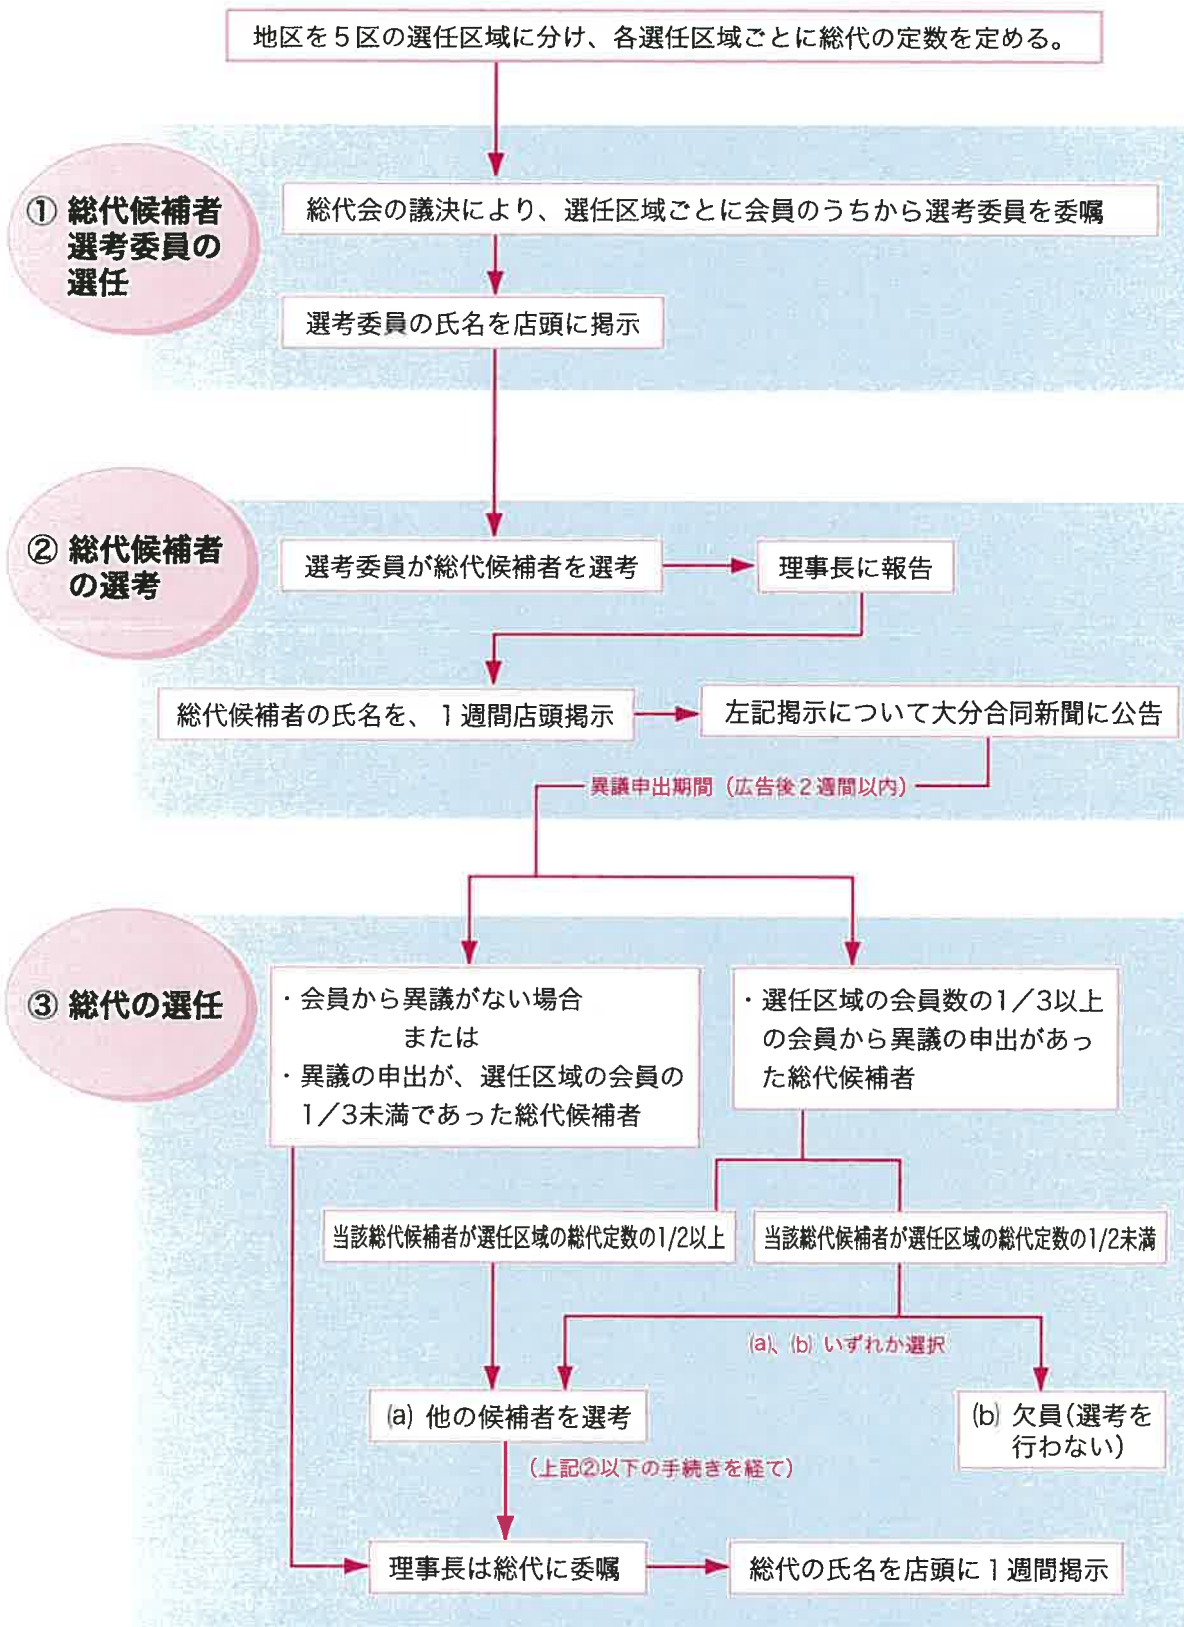 地区を5区の選任区域に分け、各選任区域ごとに総代の定数を定める。
① 総代候補者
選考委員の
選任
総代会の議決により、選任区域ごとに会員のうちから選考委員を委嘱
選考委員の氏名を店頭に掲示
② 総代候補者
の選考
選考委員が総代候補者を選考
理事長に報告
総代候補者の氏名を、1週間店頭掲示
左記掲示について大分合同新聞に公告
異議申出期間（広告後2週間以内）
③ 総代の選任
・会員から異議がない場合
または
・異議の申出が、選任区域の会員の
1／3未満であった総代候補者
・選任区域の会員数の1／3以上
の会員から異議の申出があっ
た総代候補者
当該総代候補者が選任区域の総代定数の1/2以上
当該総代候補者が選任区域の総代定数の1/2未満
(a)、(b) いずれか選択
(a) 他の候補者を選考
(b) 欠員（選考を
行わない）
（上記②以下の手続きを経て）
理事長は総代に委嘱
総代の氏名を店頭に1週間掲示